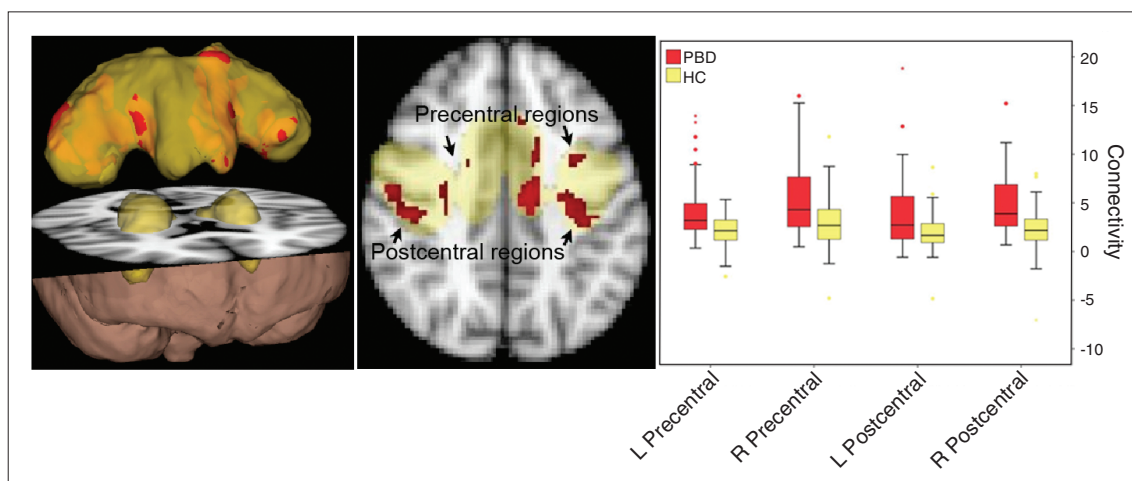 Precentral regions
Postcentral regions
PBD
HC
20
15
10
5
0
-5
-10
Connectivity
L Precentral
R Precentral
L Postcentral
R Postcentral